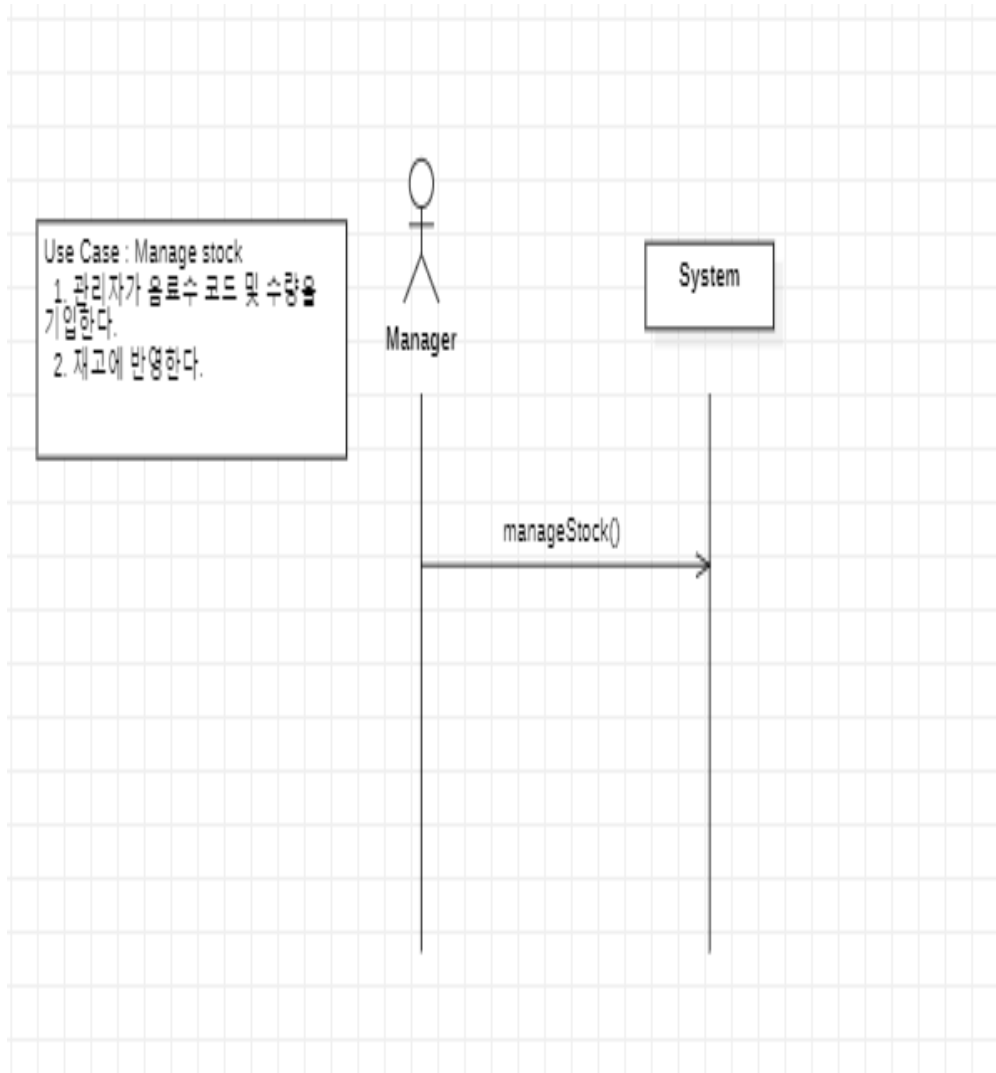 Use Case : Manage stock
1. 관리자가 음료수 코드 및 수량을
기입한다.
2. 재고에 반영한다.
Manager
System
manageStock()